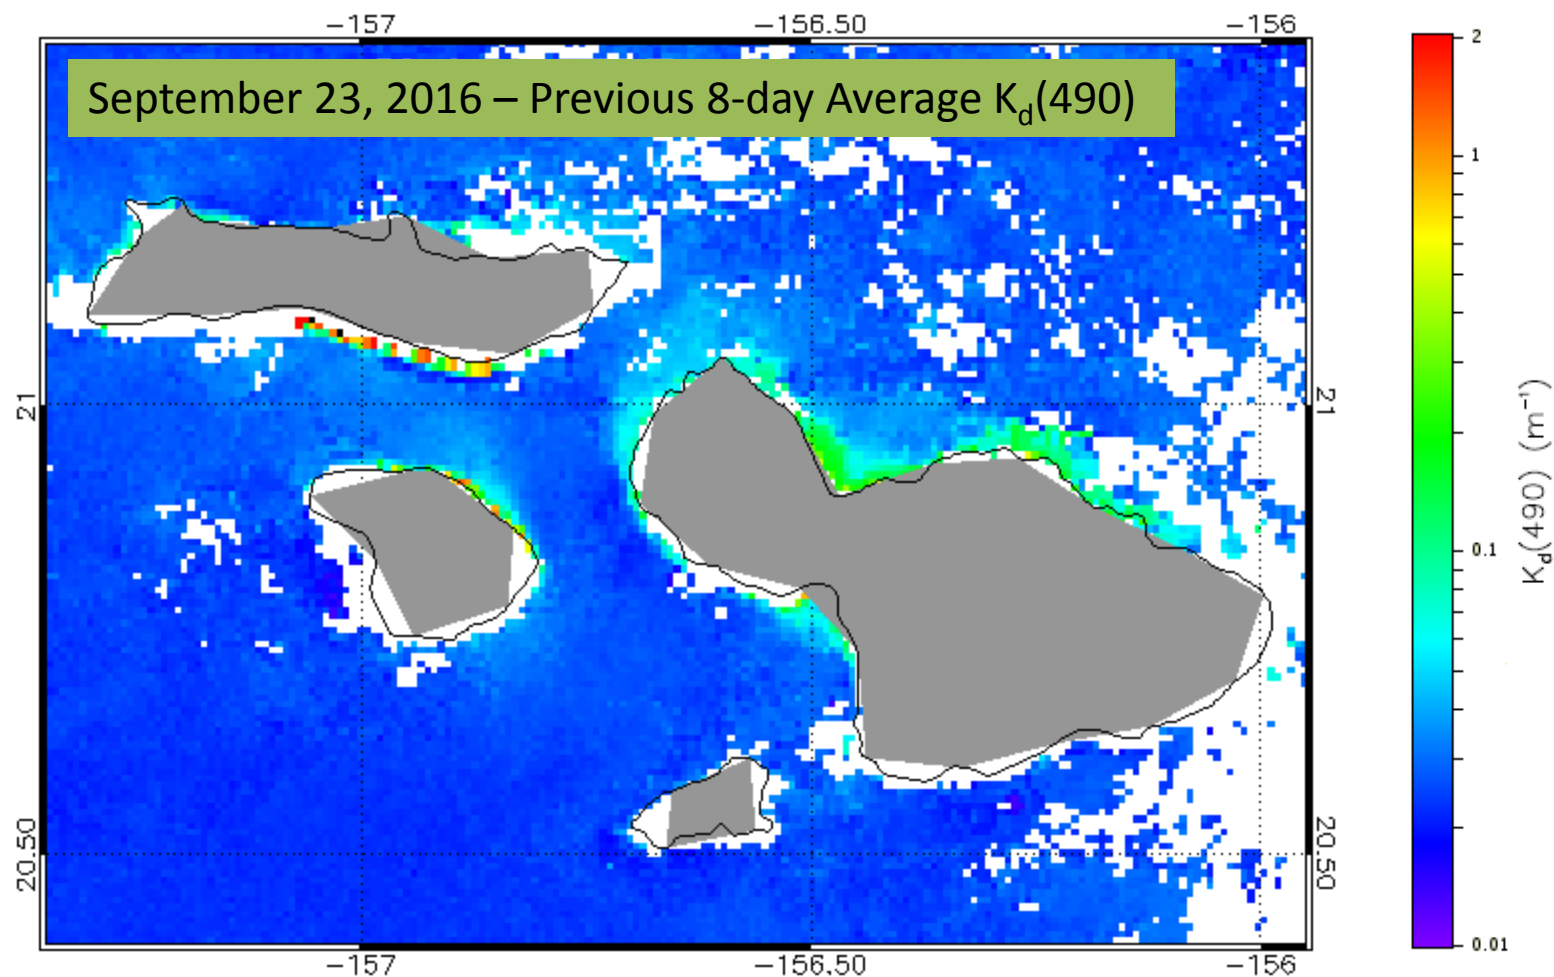 −157 −156.50 −156
September 23, 2016 – Previous 8-day Average Kd(490)
21 21
20.50 20.50
−157 −156.50 −156
2
1
0.1
0.01
Kd(490) (m⁻¹)